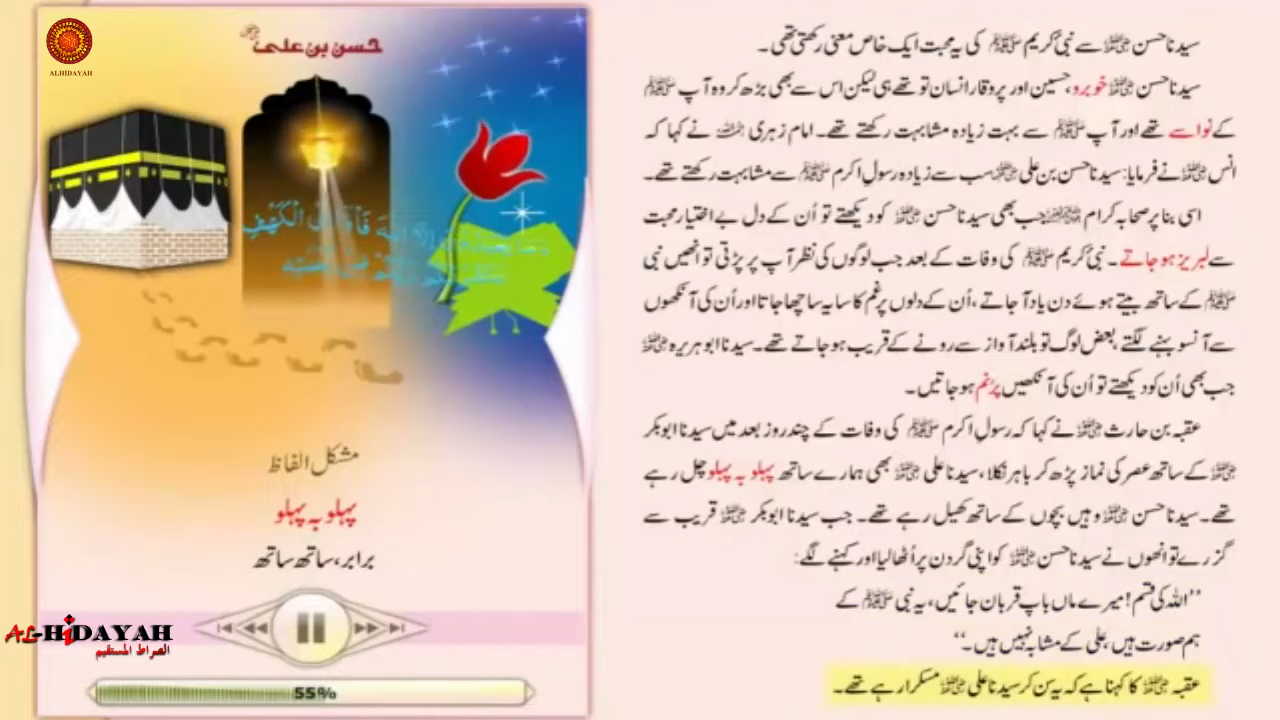 ALHIDAYAH
حسن بن علی
مشکل الفاظ
پہلو بہ پہلو
برابر، ساتھ ساتھ
AL-HiDAYAH
الصراط المستقيم
55%
سیدنا حسن رضی اللہ عنہ سے نبی کریم ﷺ کی یہ محبت ایک خاص معنی رکھتی تھی۔
سیدنا حسن رضی اللہ عنہ خوبرو، حسین اور پروقار انسان تو تھے ہی لیکن اس سے بھی بڑھ کر وہ آپ ﷺ
کے نواسے تھے اور آپ ﷺ سے بہت زیادہ مشابہت رکھتے تھے۔ امام زہری رحمہ اللہ نے کہا کہ
انس رضی اللہ عنہ نے فرمایا: سیدنا حسن بن علی رضی اللہ عنہ سب سے زیادہ رسول اکرم ﷺ سے مشابہت رکھتے تھے۔
اسی بنا پر صحابہ کرام رضی اللہ عنہم جب بھی سیدنا حسن رضی اللہ عنہ کو دیکھتے تو اُن کے دل بے اختیار محبت
سے لبریز ہو جاتے۔ نبی کریم ﷺ کی وفات کے بعد جب لوگوں کی نظر آپ پر پڑتی تو انھیں نبی
ﷺ کے ساتھ بیتے ہوئے دن یاد آ جاتے، اُن کے دلوں پر غم کا سایہ سا چھا جاتا اور اُن کی آنکھوں
سے آنسو بہنے لگتے، بعض لوگ تو بلند آواز سے رونے کے قریب ہو جاتے تھے۔ سیدنا ابو ہریرہ رضی اللہ عنہ
جب بھی اُن کو دیکھتے تو اُن کی آنکھیں پرنم ہو جاتیں۔
عقبہ بن حارث رضی اللہ عنہ نے کہا کہ رسول اکرم ﷺ کی وفات کے چند روز بعد میں سیدنا ابوبکر
رضی اللہ عنہ کے ساتھ عصر کی نماز پڑھ کر باہر نکلا، سیدنا علی رضی اللہ عنہ بھی ہمارے ساتھ پہلو بہ پہلو چل رہے
تھے۔ سیدنا حسن رضی اللہ عنہ وہیں بچوں کے ساتھ کھیل رہے تھے۔ جب سیدنا ابوبکر رضی اللہ عنہ قریب سے
گزرے تو انھوں نے سیدنا حسن رضی اللہ عنہ کو اپنی گردن پر اُٹھا لیا اور کہنے لگے:
’’اللہ کی قسم! میرے ماں باپ قربان جائیں، یہ نبی ﷺ کے
ہم صورت ہیں، علی کے مشابہ نہیں ہیں۔‘‘
عقبہ رضی اللہ عنہ کا کہنا ہے کہ یہ سن کر سیدنا علی رضی اللہ عنہ مسکرا رہے تھے۔